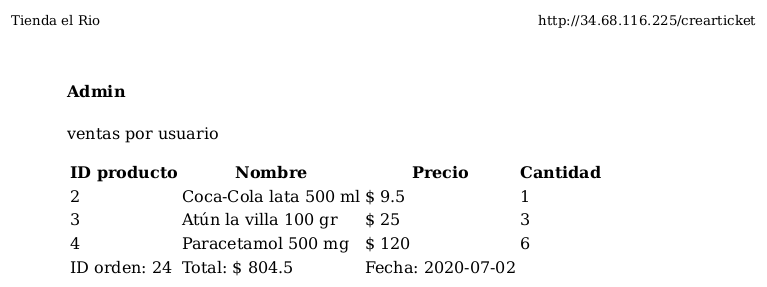 Tienda el Rio http://34.68.116.225/crearticket
Admin
ventas por usuario
ID producto Nombre Precio Cantidad
2 Coca-Cola lata 500 ml $ 9.5 1
3 Atún la villa 100 gr $ 25 3
4 Paracetamol 500 mg $ 120 6
ID orden: 24 Total: $ 804.5 Fecha: 2020-07-02